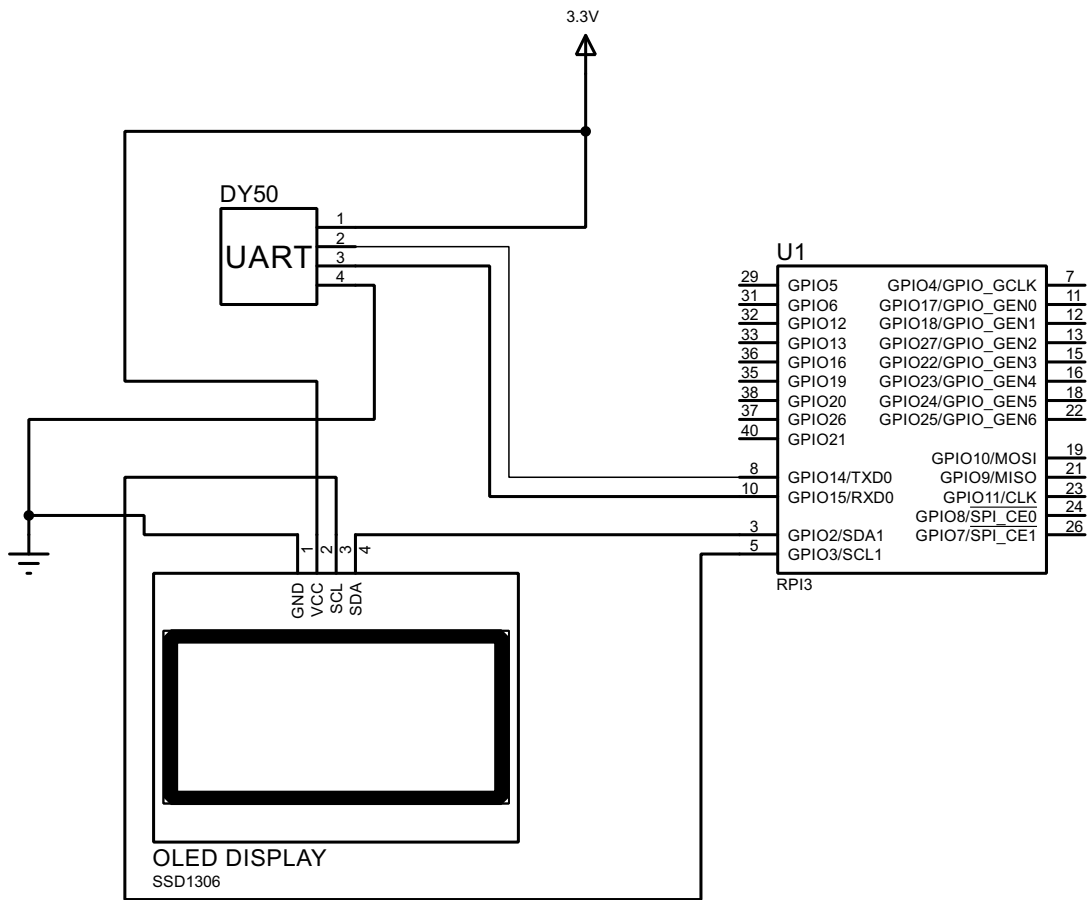 3.3V
DY50
UART
1
2
3
4
U1
29 GPIO5 GPIO4/GPIO_GCLK 7
31 GPIO6 GPIO17/GPIO_GEN0 11
32 GPIO12 GPIO18/GPIO_GEN1 12
33 GPIO13 GPIO27/GPIO_GEN2 13
36 GPIO16 GPIO22/GPIO_GEN3 15
35 GPIO19 GPIO23/GPIO_GEN4 16
38 GPIO20 GPIO24/GPIO_GEN5 18
37 GPIO26 GPIO25/GPIO_GEN6 22
40 GPIO21
GPIO10/MOSI 19
8 GPIO14/TXD0 GPIO9/MISO 21
10 GPIO15/RXD0 GPIO11/CLK 23
GPIO8/SPI_CE0 24
3 GPIO2/SDA1 GPIO7/SPI_CE1 26
5 GPIO3/SCL1
RPI3
1 2 3 4
GND
VCC
SCL
SDA
OLED DISPLAY
SSD1306